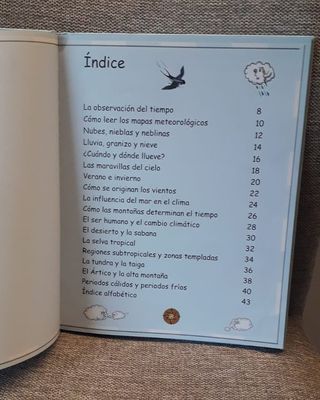 Índice
La observación del tiempo 8
Cómo leer los mapas meteorológicos 10
Nubes, nieblas y neblinas 12
Lluvia, granizo y nieve 14
¿Cuándo y dónde llueve? 16
Las maravillas del cielo 18
Verano e invierno 20
Cómo se originan los vientos 22
La influencia del mar en el clima 24
Cómo las montañas determinan el tiempo 26
El ser humano y el cambio climático 28
El desierto y la sabana 30
La selva tropical 32
Regiones subtropicales y zonas templadas 34
La tundra y la taiga 36
El Ártico y la alta montaña 38
Periodos cálidos y periodos fríos 40
Índice alfabético 43